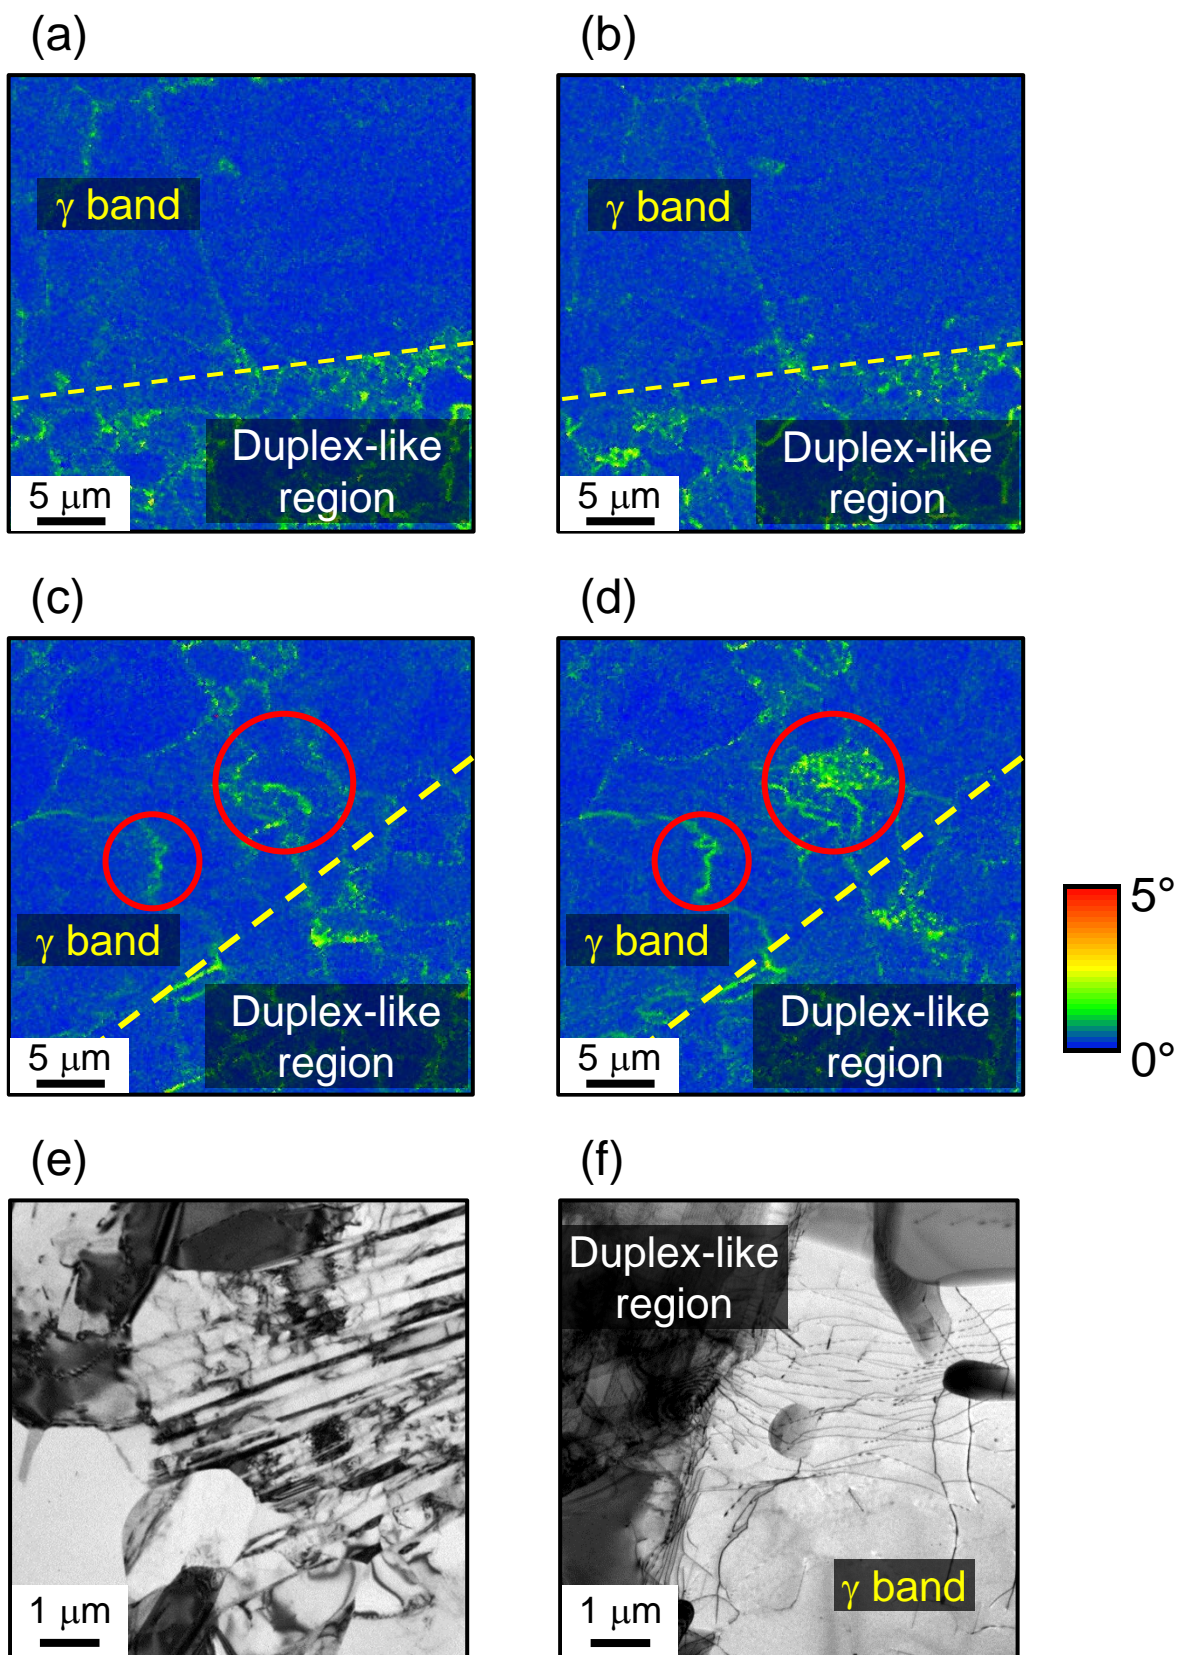 (a)
(b)
γ band
γ band
Duplex-like
region
5 μm
Duplex-like
region
5 μm
(c)
(d)
γ band
Duplex-like
region
5 μm
γ band
Duplex-like
region
5 μm
5°
0°
(e)
(f)
1 μm
Duplex-like
region
γ band
1 μm